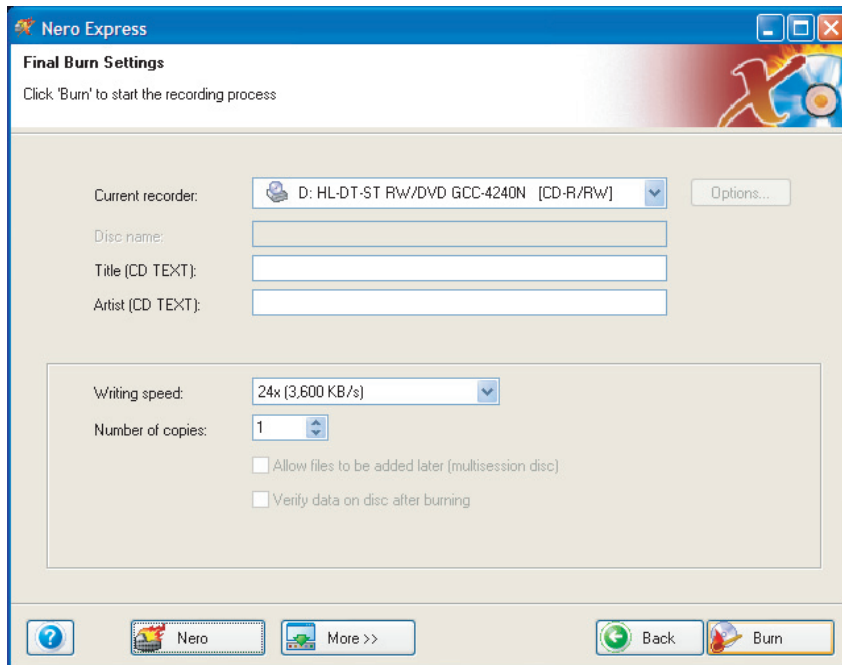 Nero Express
Final Burn Settings
Click 'Burn' to start the recording process
Current recorder: D: HL-DT-ST RW/DVD GCC-4240N [CD-R/RW] Options...
Disc name:
Title (CD TEXT):
Artist (CD TEXT):
Writing speed: 24x (3,600 KB/s)
Number of copies: 1
Allow files to be added later (multisession disc)
Verify data on disc after burning
? Nero More >> Back Burn